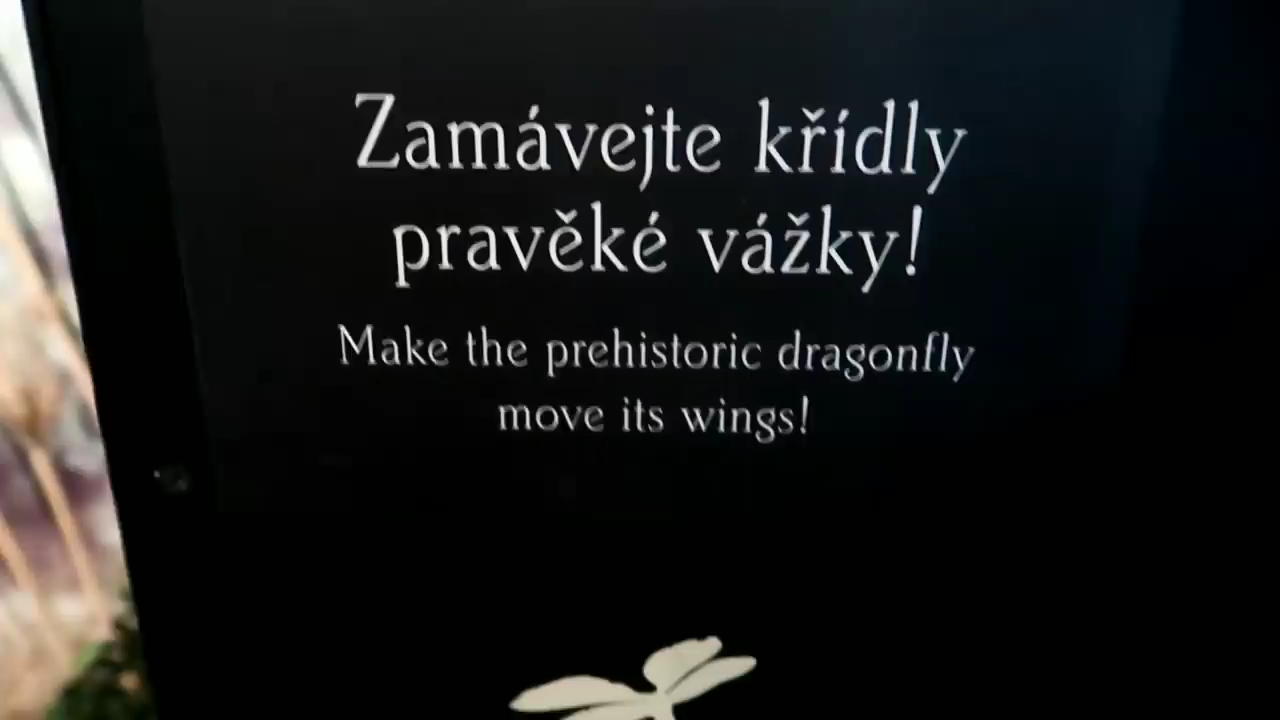 Zamávejte křídly
pravěké vážky!
Make the prehistoric dragonfly
move its wings!